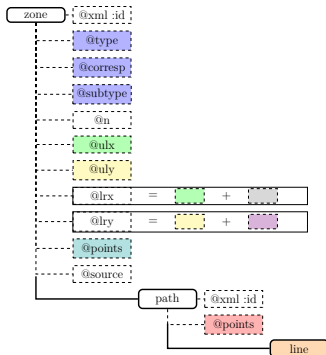 zone @xml :id
@type
@corresp
@subtype
@n
@ulx
@uly
@lrx = +
@lry = +
@points
@source
path @xml :id
@points
line